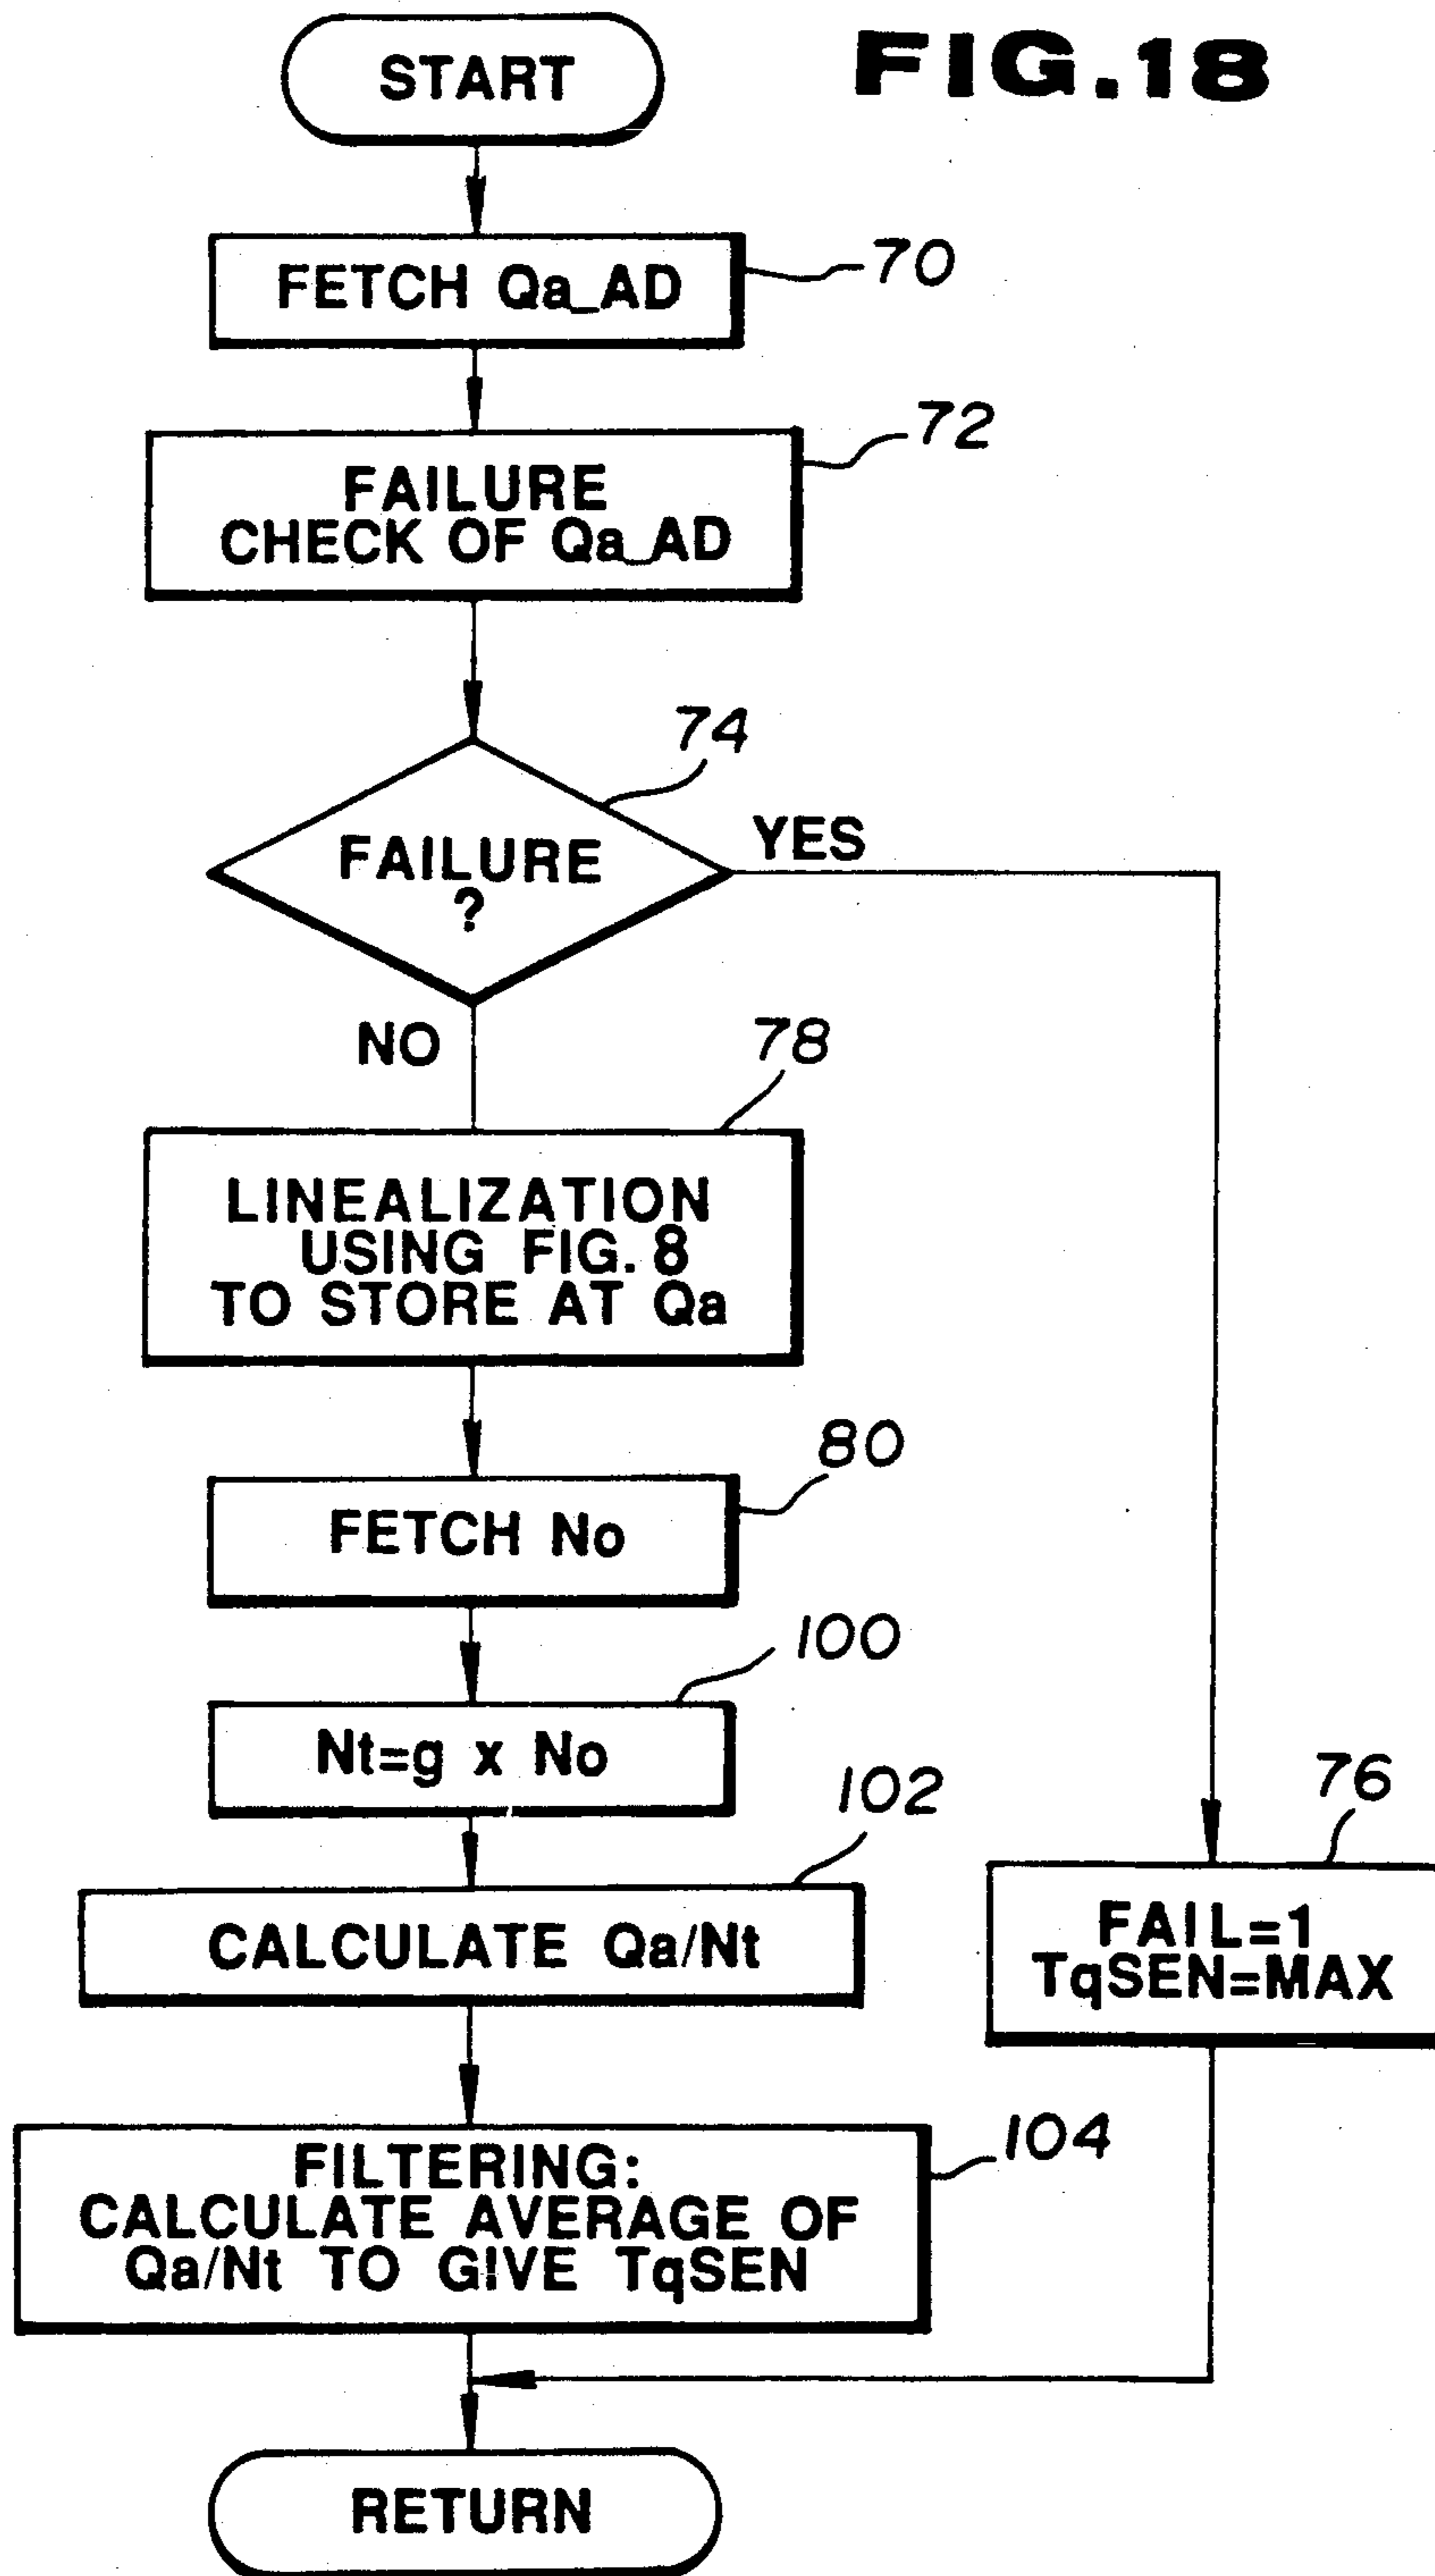 FIG.18
START
FETCH Qa_AD
70
FAILURE
CHECK OF Qa_AD
72
74
FAILURE
?
YES
NO
78
LINEALIZATION
USING FIG. 8
TO STORE AT Qa
FETCH No
80
100
Nt=g x No
102
CALCULATE Qa/Nt
76
FAIL=1
TqSEN=MAX
FILTERING:
CALCULATE AVERAGE OF
Qa/Nt TO GIVE TqSEN
104
RETURN